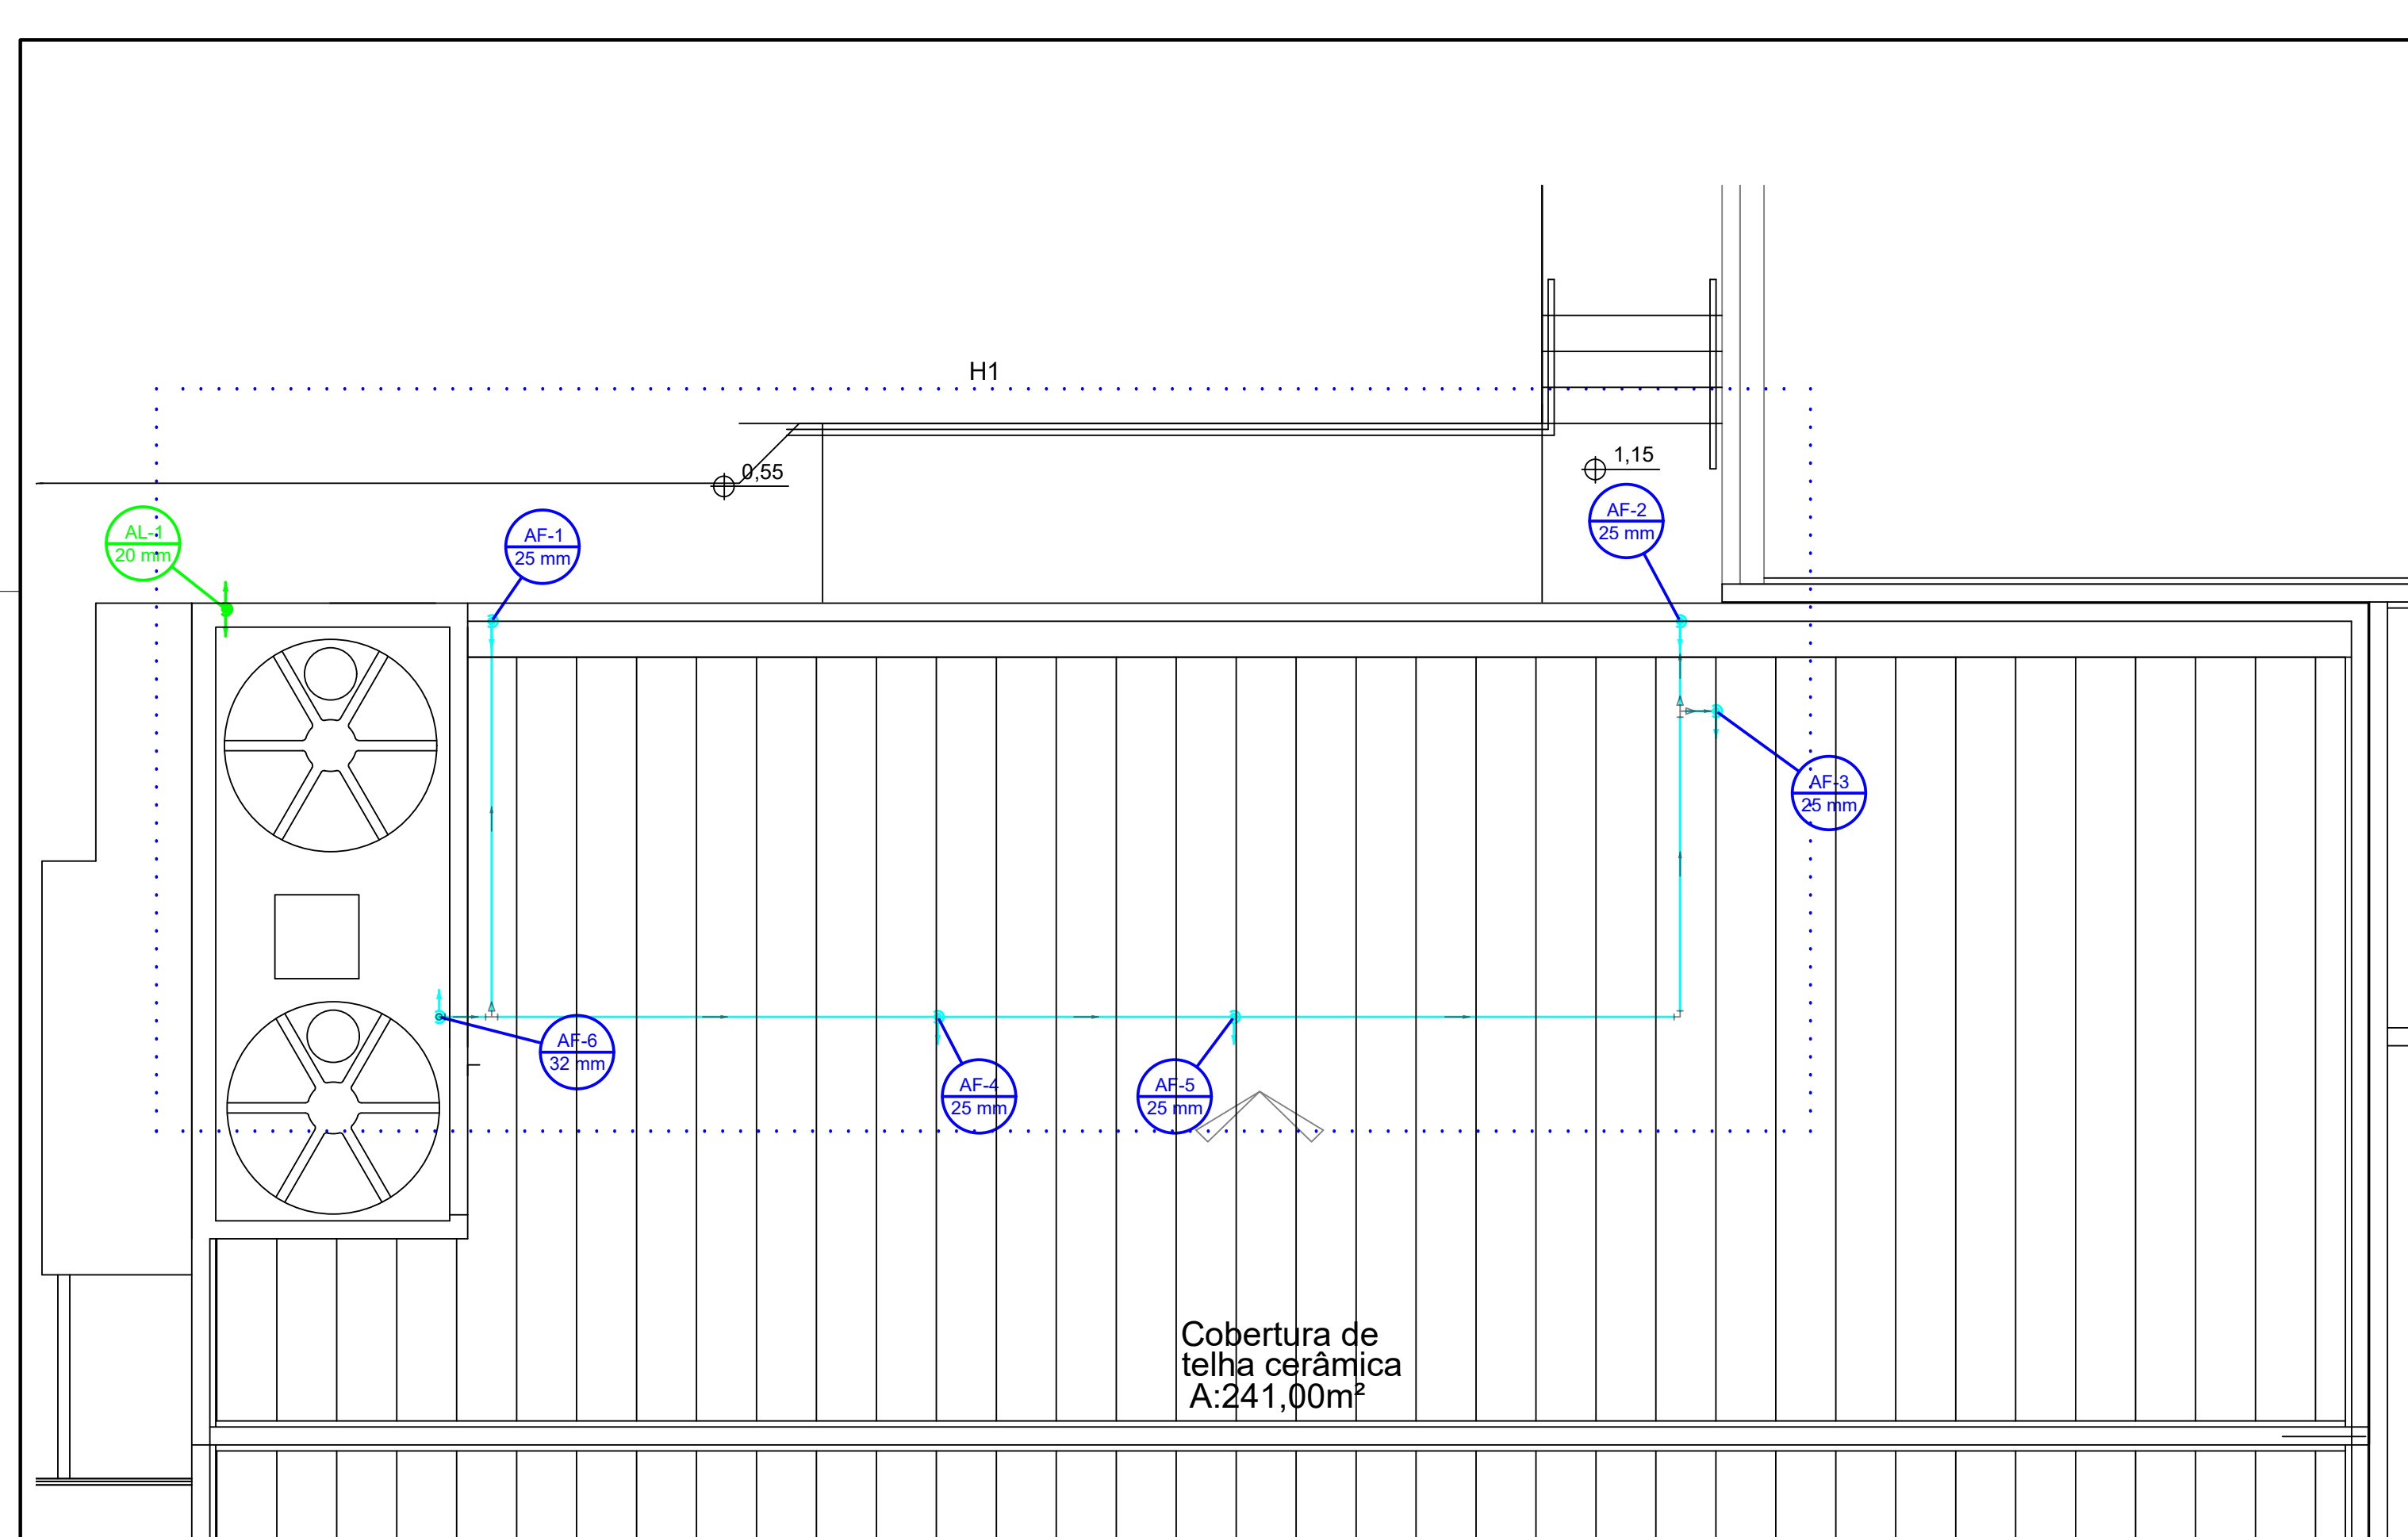 H1
0,55
1,15
AL-1
20 mm
AF-1
25 mm
AF-2
25 mm
AF-3
25 mm
AF-6
32 mm
AF-4
25 mm
AF-5
25 mm
Cobertura de
telha cerâmica
A:241,00m²